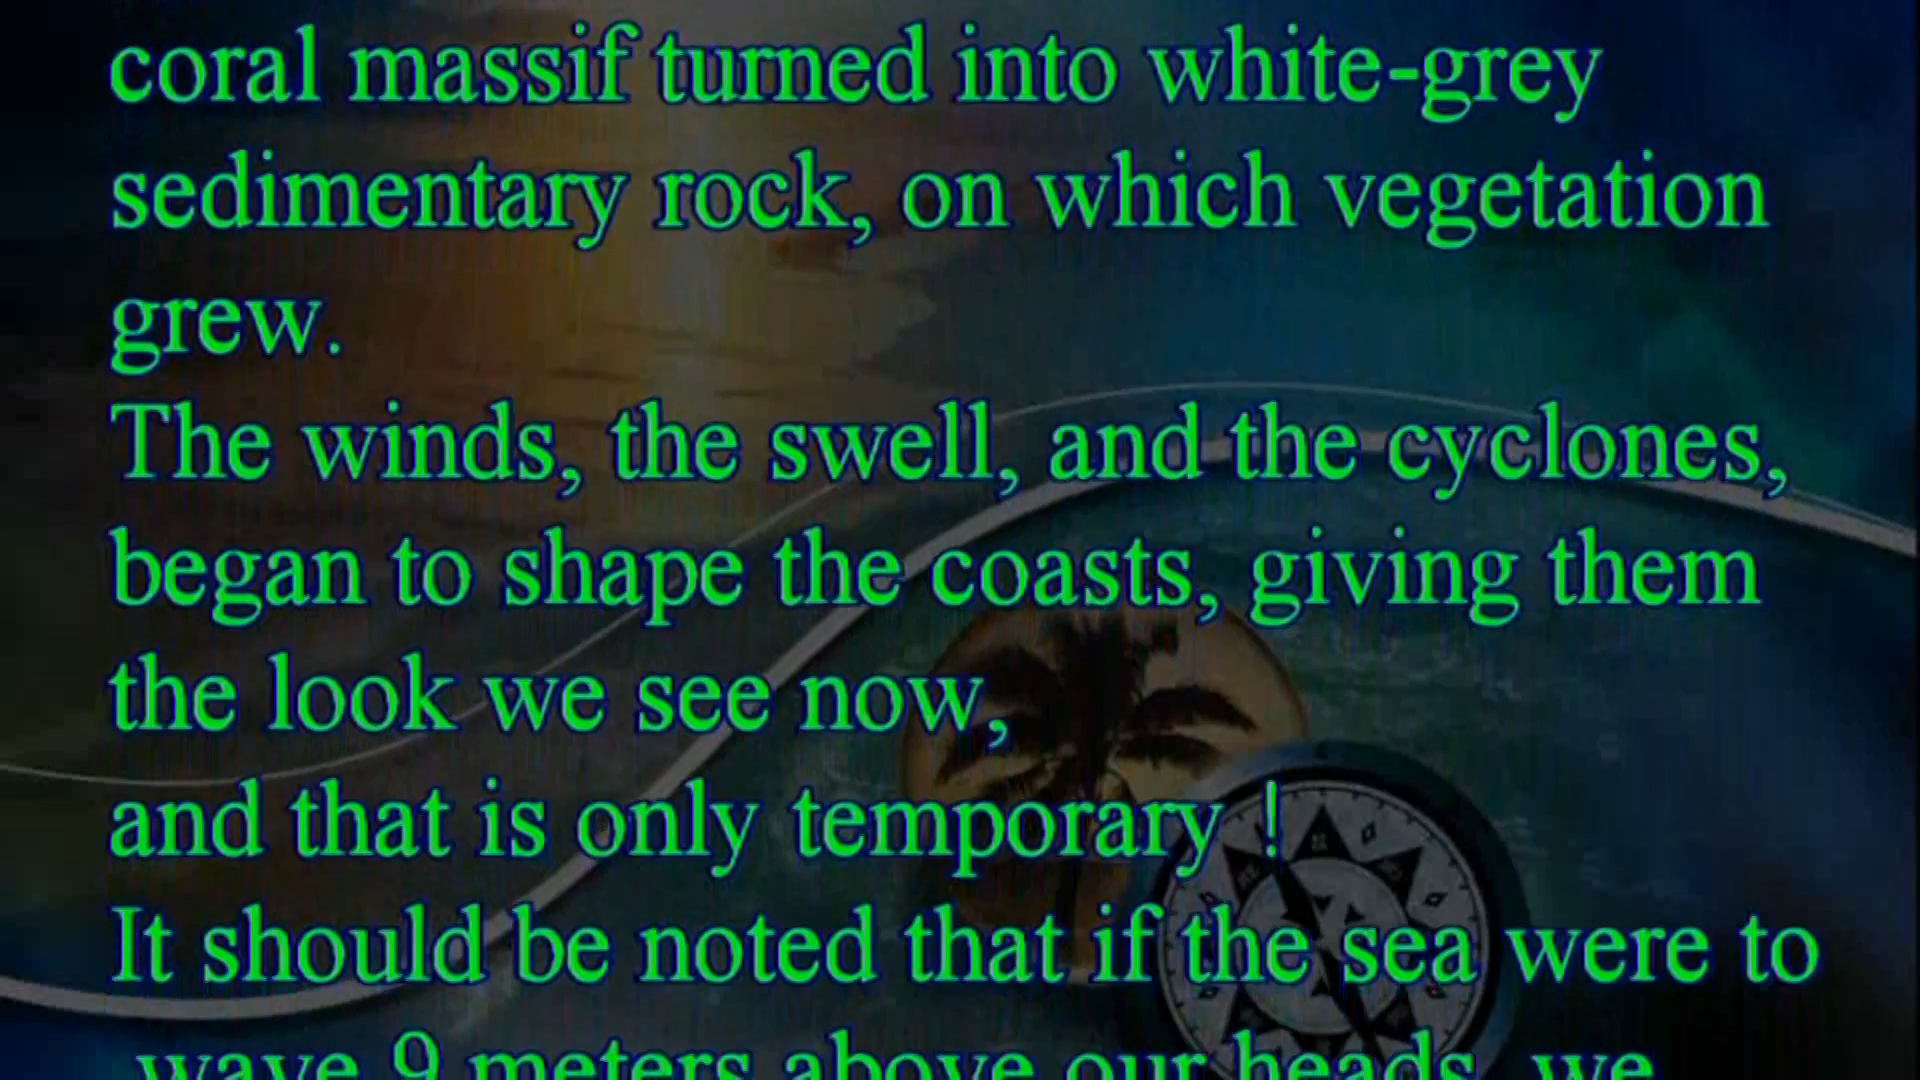 coral massif turned into white-grey
sedimentary rock, on which vegetation
grew.
The winds, the swell, and the cyclones,
began to shape the coasts, giving them
the look we see now,
and that is only temporary !
It should be noted that if the sea were to
wave 9 meters above our heads, we